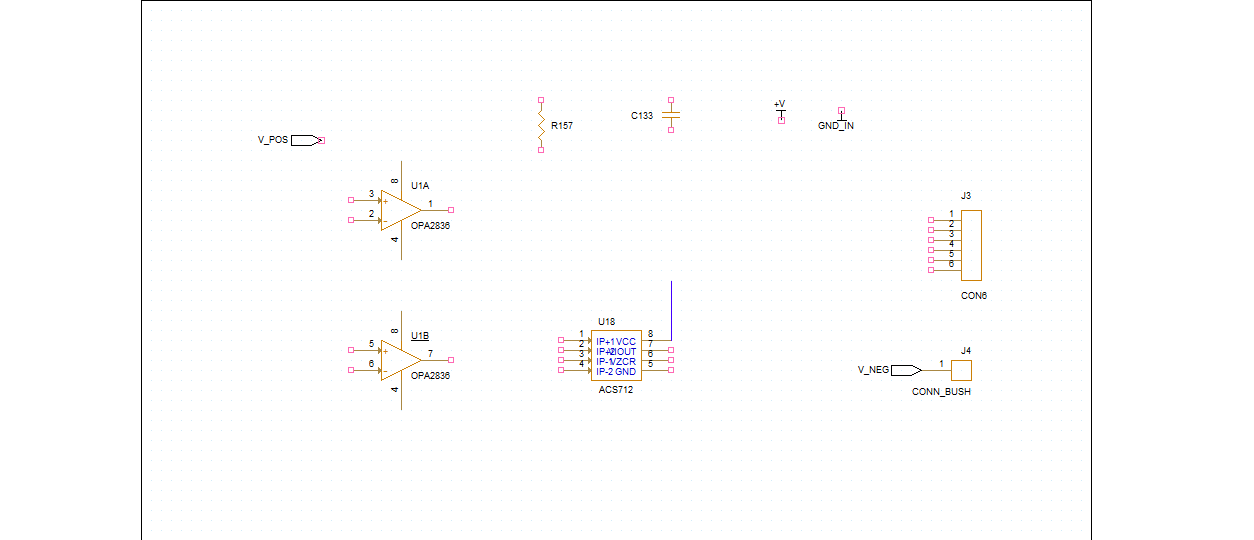 +V
C133
R157
GND_IN
V_POS
8
U1A
3
+
1
2
-
OPA2836
4
J3
1
2
3
4
5
6
CON6
8
U1B
5
+
7
6
-
OPA2836
4
U18
1 IP+1 VCC 8
2 IP+2 VIOUT 7
3 IP-1 VZCR 6
4 IP-2 GND 5
ACS712
J4
V_NEG
1
CONN_BUSH